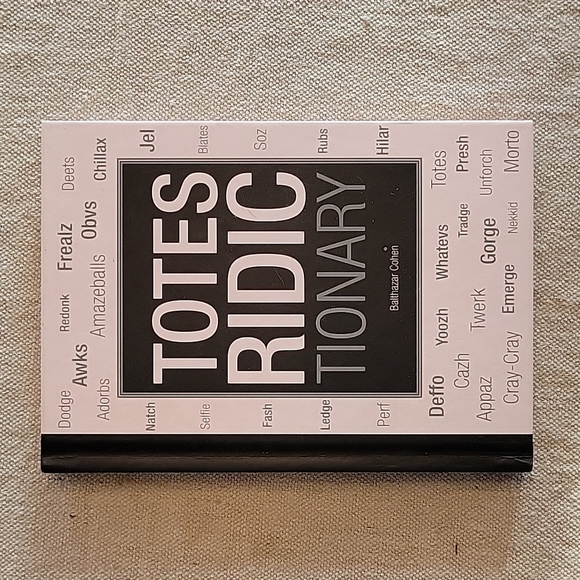 Dodge Redonk Frealz Deets
Awks Obvs
Adorbs Amazeballs Chillax
Natch
Jel
Selfie
Blates
Fash
Soz
Ledge
Rubs
Perf
Hilar
TOTES
RIDIC
TIONARY
Balthazar Cohen
Deffo Yoozh Whatevs Totes
Cazh Tradge Presh
Appaz Twerk Gorge Unforch
Cray-Cray Emerge Nekkid Morto